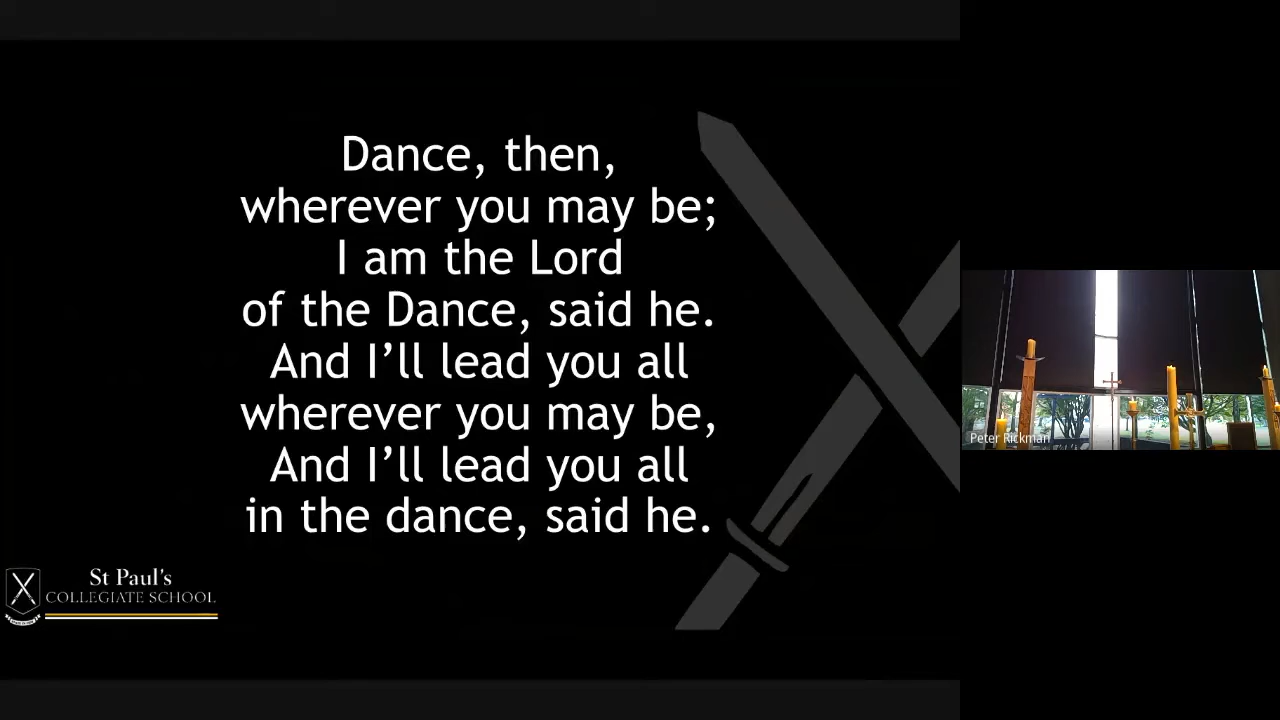 Dance, then,
wherever you may be;
I am the Lord
of the Dance, said he.
And I’ll lead you all
wherever you may be,
And I’ll lead you all
in the dance, said he.
St Paul's
COLLEGIATE SCHOOL
Peter Rickman